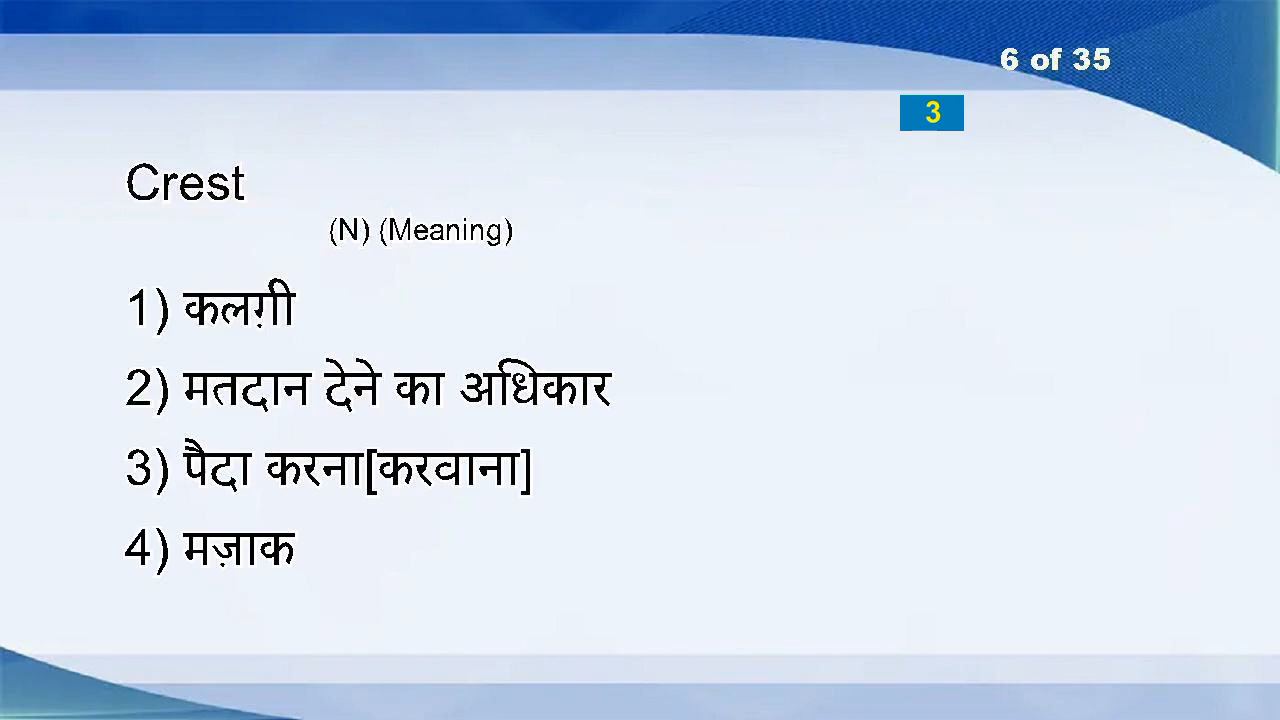 6 of 35
3
Crest
(N) (Meaning)
1) कलग़ी
2) मतदान देने का अधिकार
3) पैदा करना[करवाना]
4) मज़ाक